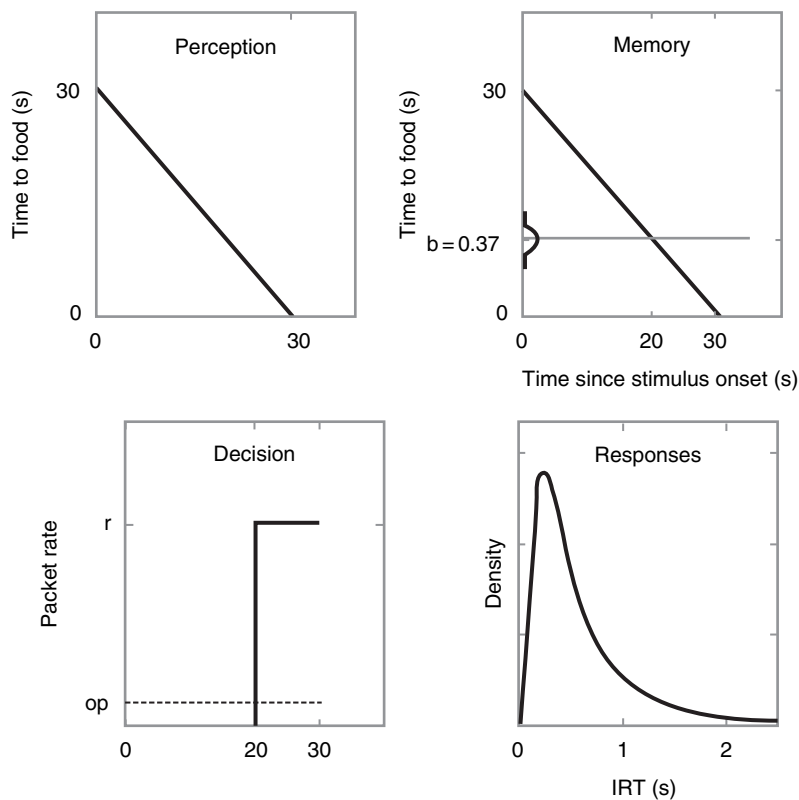 Perception
Time to food (s)
30
0
0
30
Memory
Time to food (s)
30
b = 0.37
0
0
20
30
Time since stimulus onset (s)
Decision
Packet rate
r
op
0
20
30
Responses
Density
0
1
2
IRT (s)